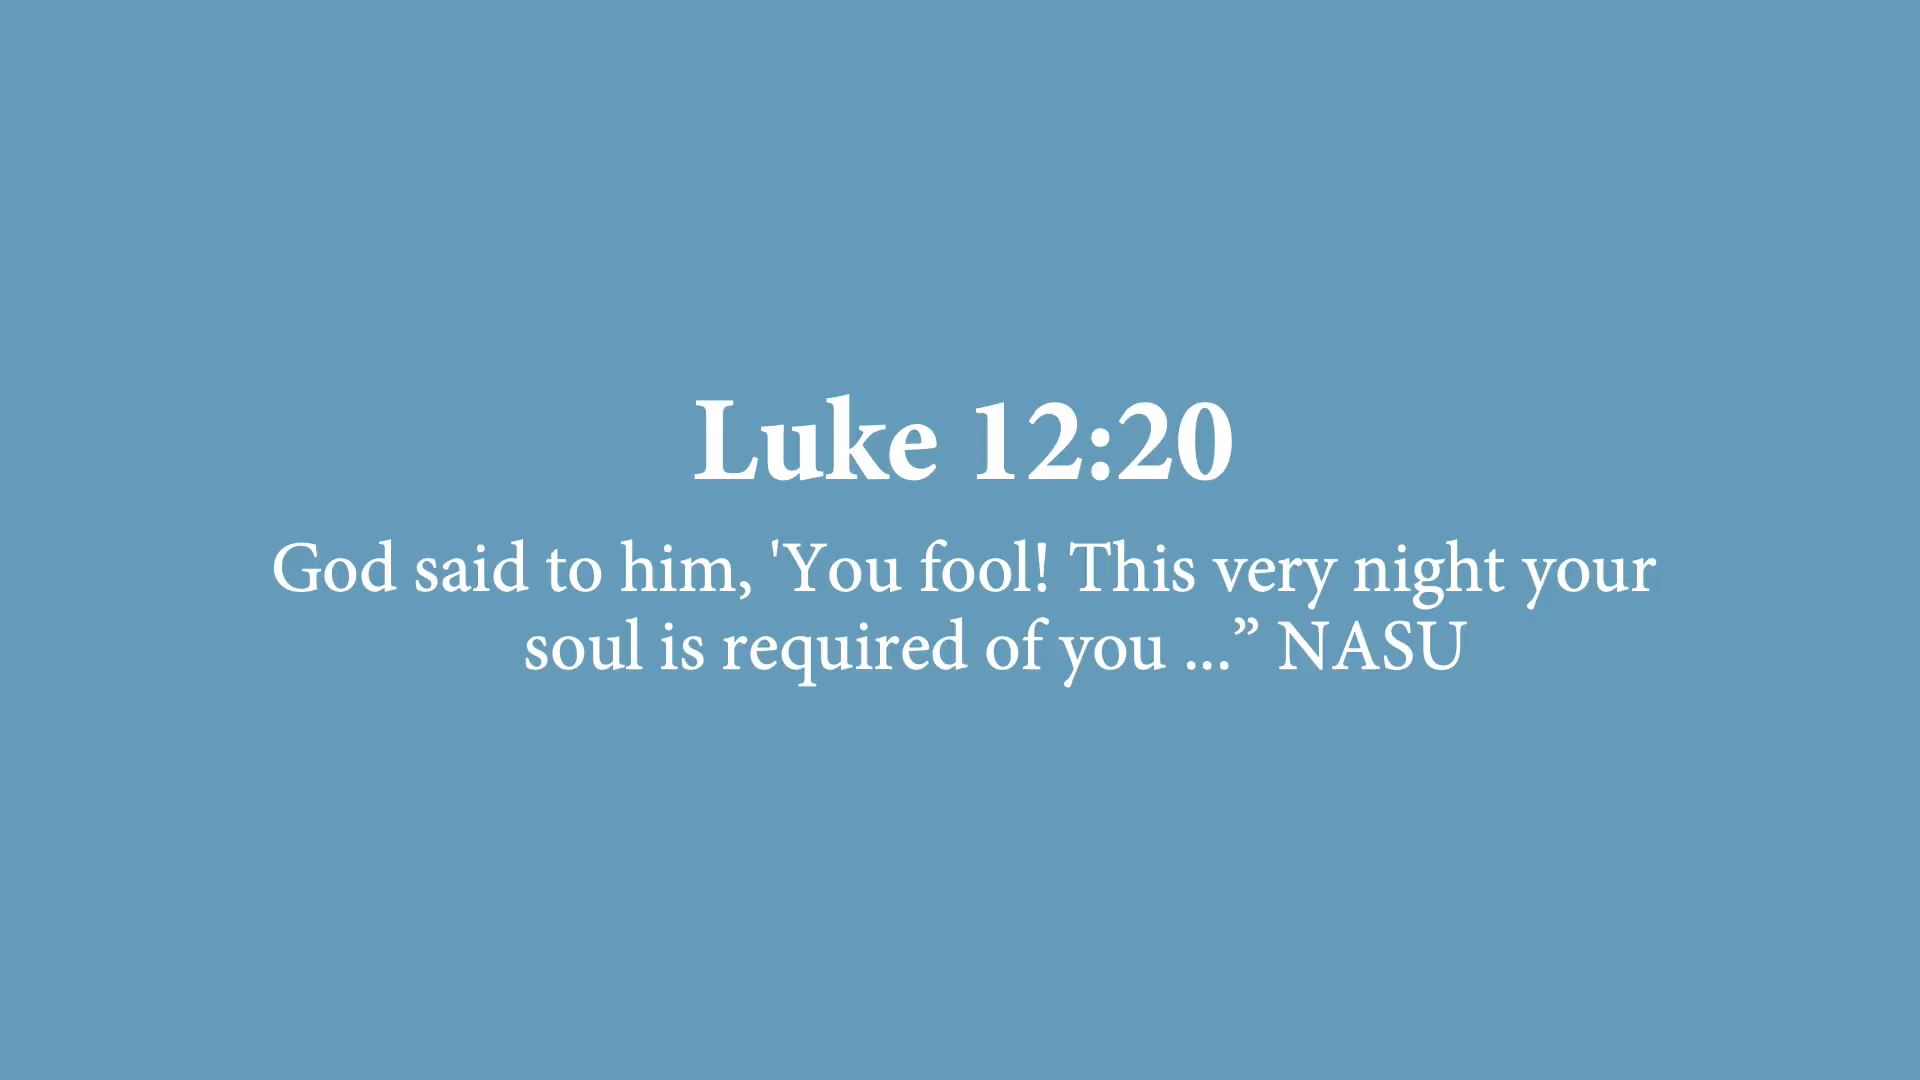 Luke 12:20
God said to him, 'You fool! This very night your
soul is required of you ...” NASU